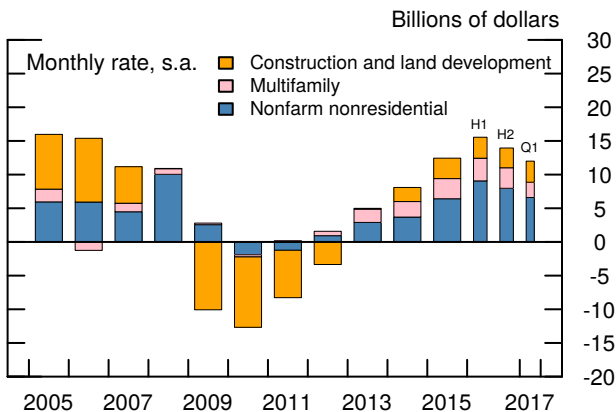 Billions of dollars
Monthly rate, s.a.
Construction and land development
Multifamily
Nonfarm nonresidential
H1
H2
Q1
30
25
20
15
10
5
0
-5
-10
-15
-20
2005 2007 2009 2011 2013 2015 2017